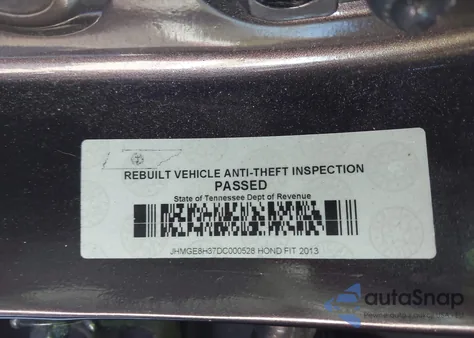 REBUILT VEHICLE ANTI-THEFT INSPECTION
PASSED
State of Tennessee Dept of Revenue
JHMGE8H37DC000528 HOND FIT 2013
autoSnap